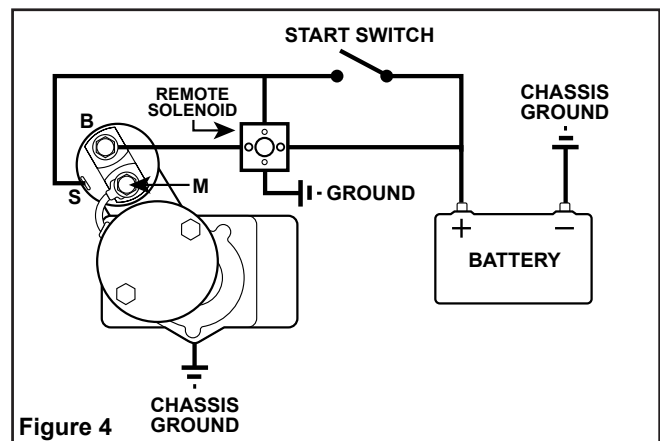 START SWITCH
REMOTE
SOLENOID
CHASSIS
GROUND
B
S
M
GROUND
+ −
BATTERY
CHASSIS
GROUND
Figure 4